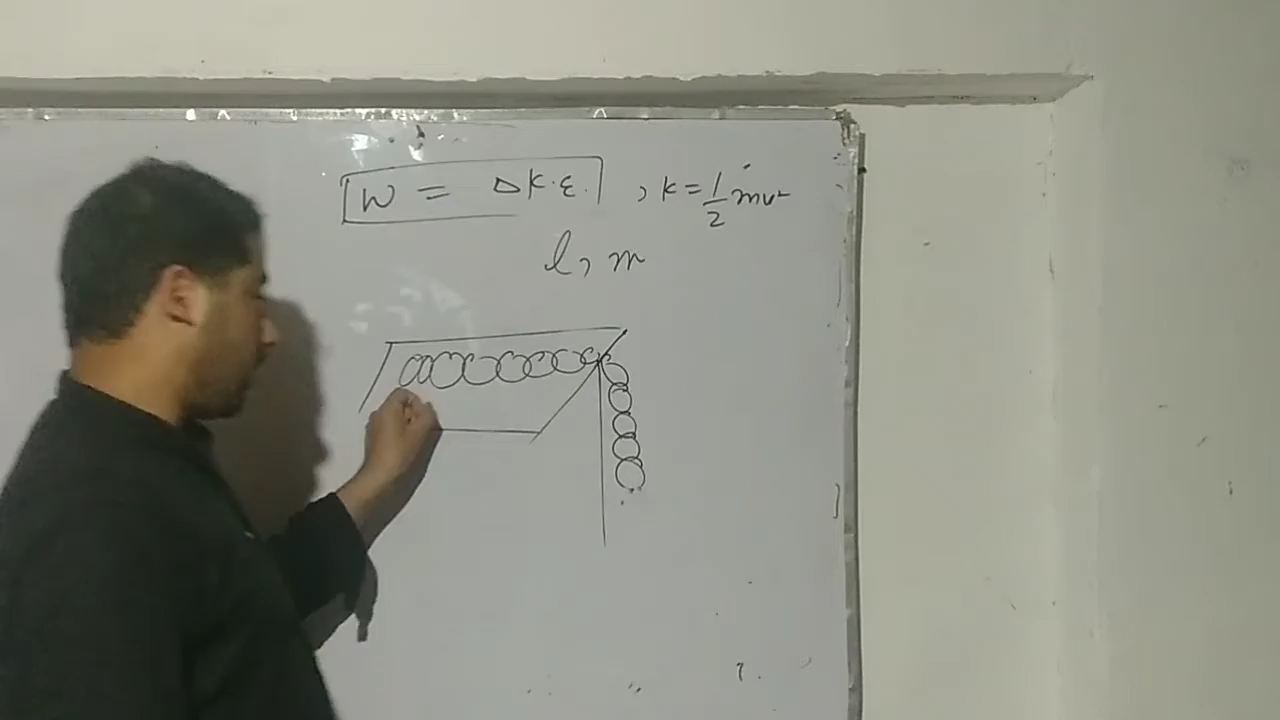 W = ΔK.E. , K = 1/2 mv²
l, m